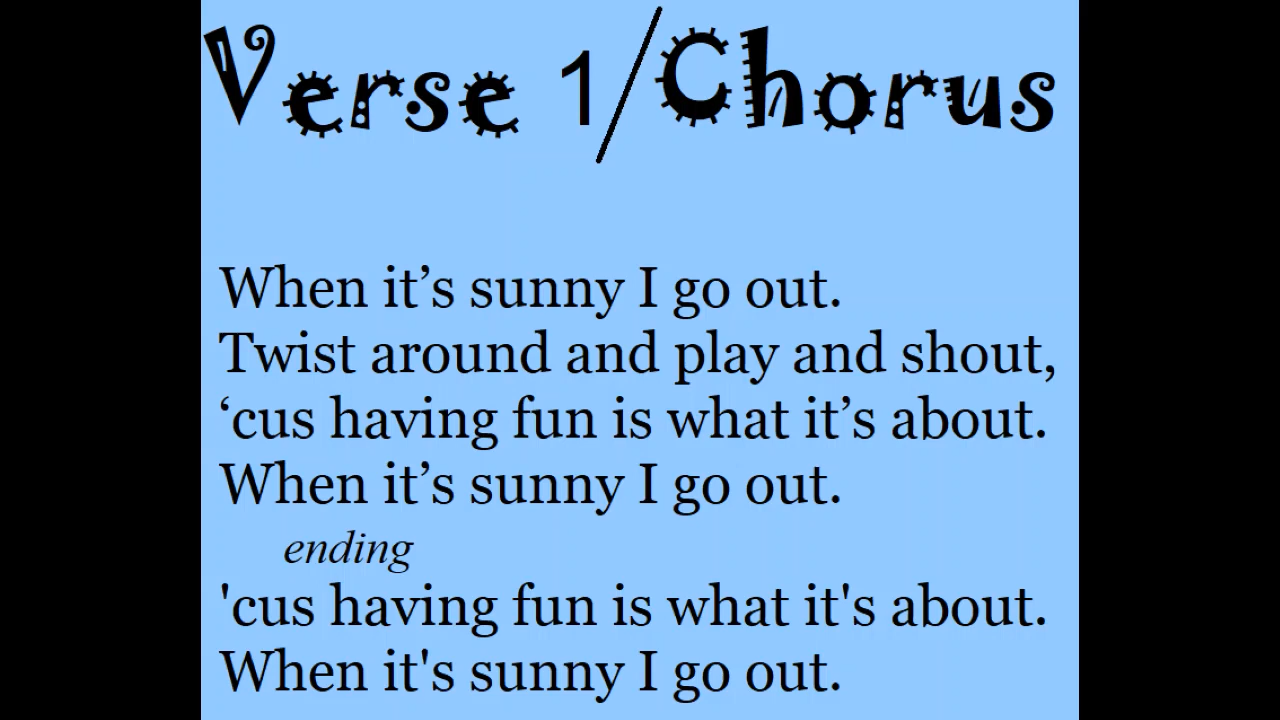 Verse 1/Chorus
When it’s sunny I go out.
Twist around and play and shout,
‘cus having fun is what it’s about.
When it’s sunny I go out.
ending
'cus having fun is what it's about.
When it's sunny I go out.